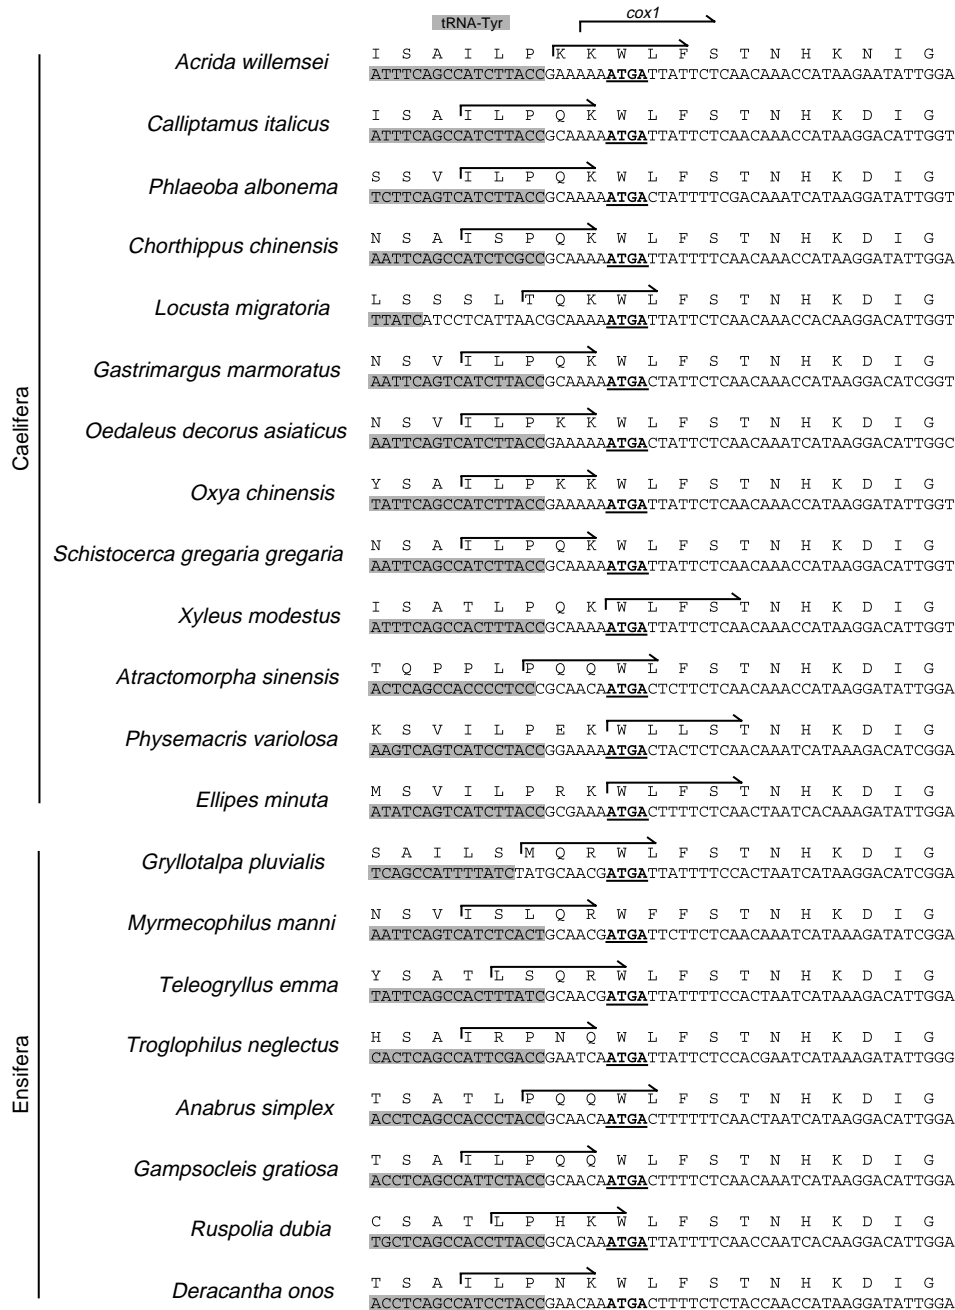 tRNA-Tyr
cox1
Acrida willemsei
I S A I L P K K W L F S T N H K N I G
ATTTCAGCCATCTTACCGAAAAAATGATTATTCTCAACAAACCATAAGAATATTGGA
Calliptamus italicus
I S A I L P Q K W L F S T N H K D I G
ATTTCAGCCATCTTACCGCAAAAATGATTATTCTCAACAAACCATAAGGACATTGGT
Phlaeoba albonema
S S V I L P Q K W L F S T N H K D I G
TCTTCAGTCATCTTACCGCAAAAATGACTATTTTCGACAAATCATAAGGATATTGGT
Chorthippus chinensis
N S A I S P Q K W L F S T N H K D I G
AATTCAGCCATCTCGCCGCAAAAATGATTATTTTCAACAAACCATAAGGATATTGGA
Locusta migratoria
L S S S L T Q K W L F S T N H K D I G
TTATCATCCTCATTAACGCAAAAATGATTATTCTCAACAAACCACAAGGACATTGGT
Gastrimargus marmoratus
N S V I L P Q K W L F S T N H K D I G
AATTCAGTCATCTTACCGCAAAAATGACTATTCTCAACAAACCATAAGGACATCGGT
Oedaleus decorus asiaticus
N S V I L P K K W L F S T N H K D I G
AATTCAGTCATCTTACCGAAAAAATGACTATTCTCAACAAATCATAAGGACATTGGC
Oxya chinensis
Y S A I L P K K W L F S T N H K D I G
TATTCAGCCATCTTACCGAAAAAATGATTATTCTCAACAAACCATAAGGATATTGGT
Schistocerca gregaria gregaria
N S A I L P Q K W L F S T N H K D I G
AATTCAGCCATCTTACCGCAAAAATGATTATTCTCAACAAACCATAAGGACATTGGT
Xyleus modestus
I S A T L P Q K W L F S T N H K D I G
ATTTCAGCCACTTTACCGCAAAAATGATTATTCTCAACAAACCATAAGGACATTGGT
Atractomorpha sinensis
T Q P P L P Q Q W L F S T N H K D I G
ACTCAGCCACCCCTCCCGCAACAATGACTCTTCTCAACAAACCATAAGGATATTGGA
Physemacris variolosa
K S V I L P E K W L L S T N H K D I G
AAGTCAGTCATCCTACCGGAAAAATGACTACTCTCAACAAATCATAAAGACATCGGA
Ellipes minuta
M S V I L P R K W L F S T N H K D I G
ATATCAGTCATCTTACCGCGAAAATGACTTTTCTCAACTAATCACAAAGATATTGGA
Gryllotalpa pluvialis
S A I L S M Q R W L F S T N H K D I G
TCAGCCATTTTATCTATGCAACGATGATTATTTTCCACTAATCATAAGGACATCGGA
Myrmecophilus manni
N S V I S L Q R W F F S T N H K D I G
AATTCAGTCATCTCACTGCAACGATGATTCTTCTCAACAAATCATAAAGATATCGGA
Teleogryllus emma
Y S A T L S Q R W L F S T N H K D I G
TATTCAGCCACTTTATCGCAACGATGATTATTTTCCACTAATCATAAAGACATTGGA
Troglophilus neglectus
H S A I R P N Q W L F S T N H K D I G
CACTCAGCCATTCGACCGAATCAATGATTATTCTCCACGAATCATAAAGATATTGGG
Anabrus simplex
T S A T L P Q Q W L F S T N H K D I G
ACCTCAGCCACCCTACCGCAACAATGACTTTTTTCAACTAATCATAAGGACATTGGA
Gampsocleis gratiosa
T S A I L P Q Q W L F S T N H K D I G
ACCTCAGCCATTCTACCGCAACAATGACTTTTCTCAACAAATCATAAGGACATTGGA
Ruspolia dubia
C S A T L P H K W L F S T N H K D I G
TGCTCAGCCACCTTACCGCACAAATGATTATTTTCAACCAATCACAAGGACATTGGA
Deracantha onos
T S A I L P N K W L F S T N H K D I G
ACCTCAGCCATCTTACCGAACAAATGACTTTTCTCTACCAACCATAAGGATATTGGA
Caelifera
Ensifera